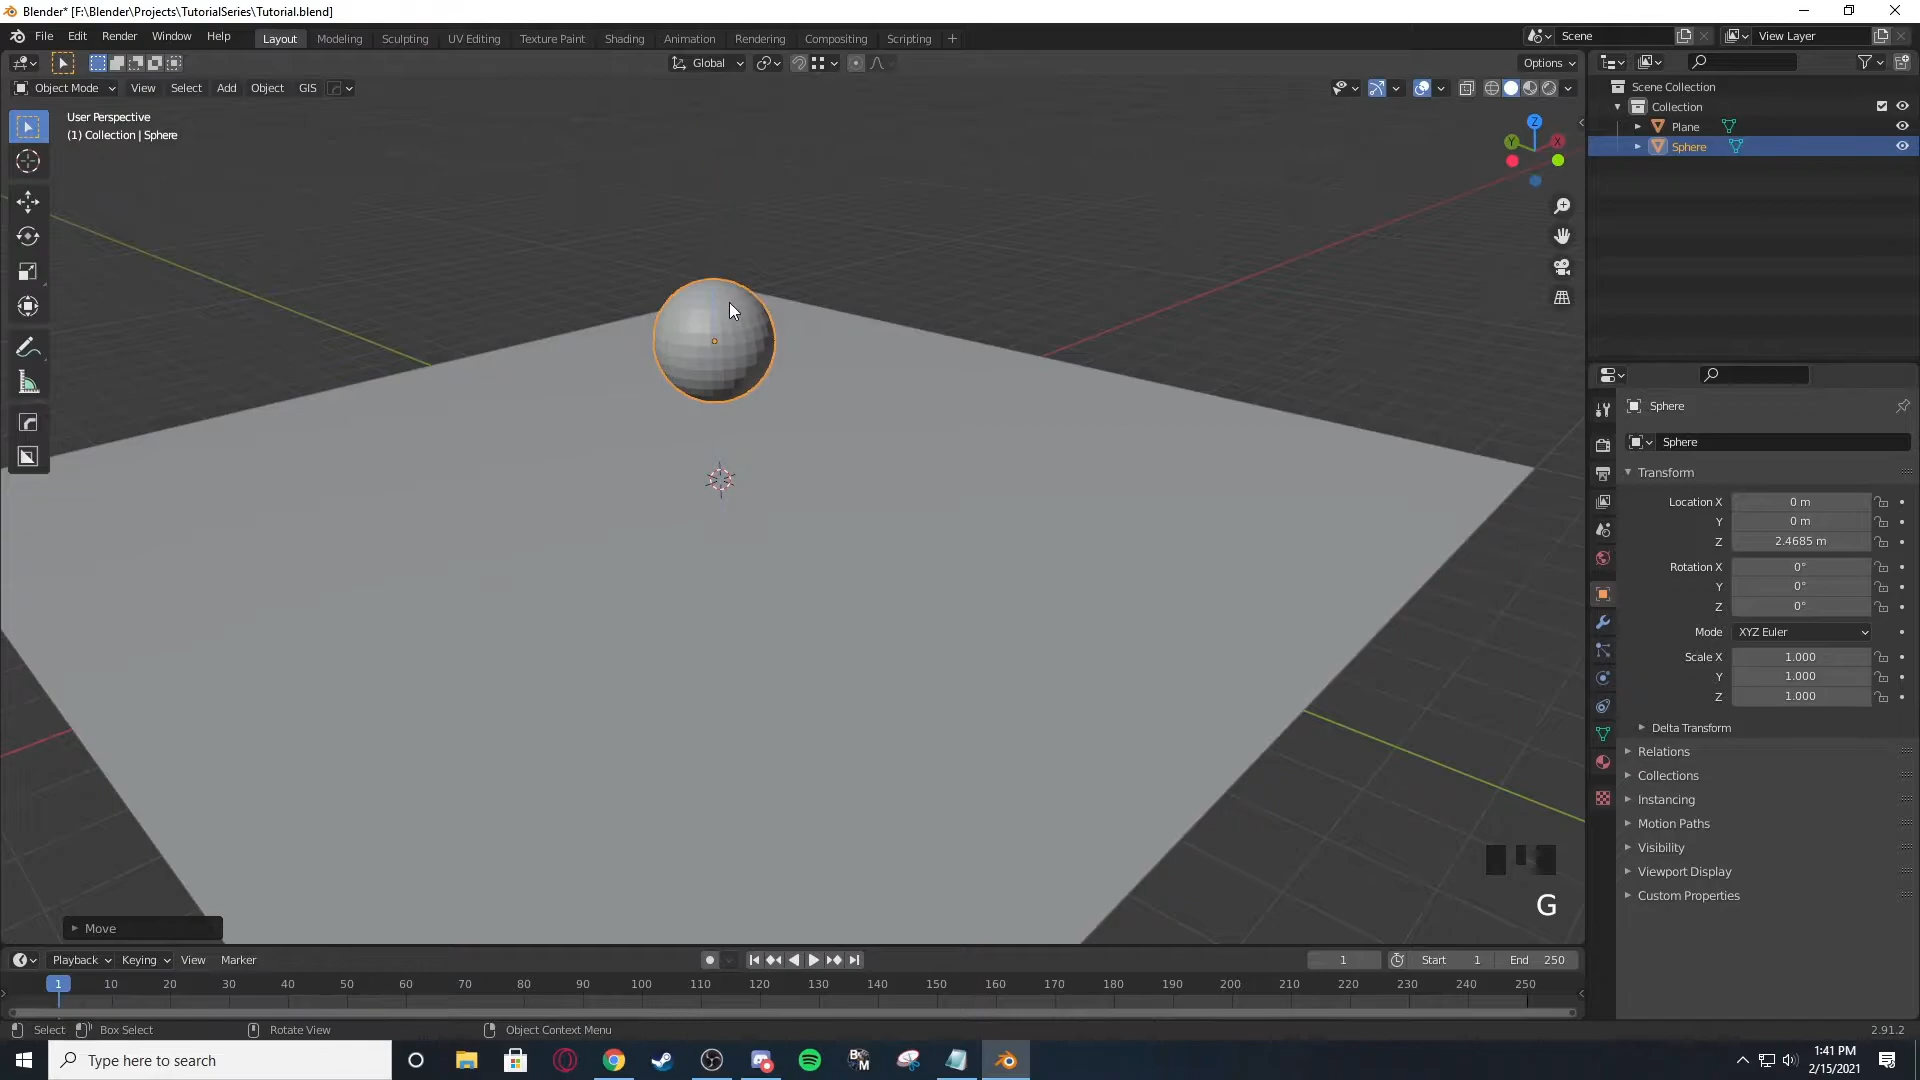 Blender* [F:\Blender\Projects\TutorialSeries\Tutorial.blend]
File Edit Render Window Help
Layout Modeling Sculpting UV Editing Texture Paint Shading Animation Rendering Compositing Scripting +
Scene
View Layer
Global
Options
Object Mode View Select Add Object GIS
User Perspective
(1) Collection | Sphere
Z
Y
X
Scene Collection
Collection
Plane
Sphere
Sphere
Sphere
Transform
Location X 0 m
Y 0 m
Z 2.4685 m
Rotation X 0°
Y 0°
Z 0°
Mode XYZ Euler
Scale X 1.000
Y 1.000
Z 1.000
Delta Transform
Relations
Collections
Instancing
Motion Paths
Visibility
Viewport Display
Custom Properties
G
Move
Playback Keying View Marker
1 Start 1 End 250
1 10 20 30 40 50 60 70 80 90 100 110 120 130 140 150 160 170 180 190 200 210 220 230 240 250
Select Box Select Rotate View Object Context Menu 2.91.2
Type here to search
1:41 PM
2/15/2021